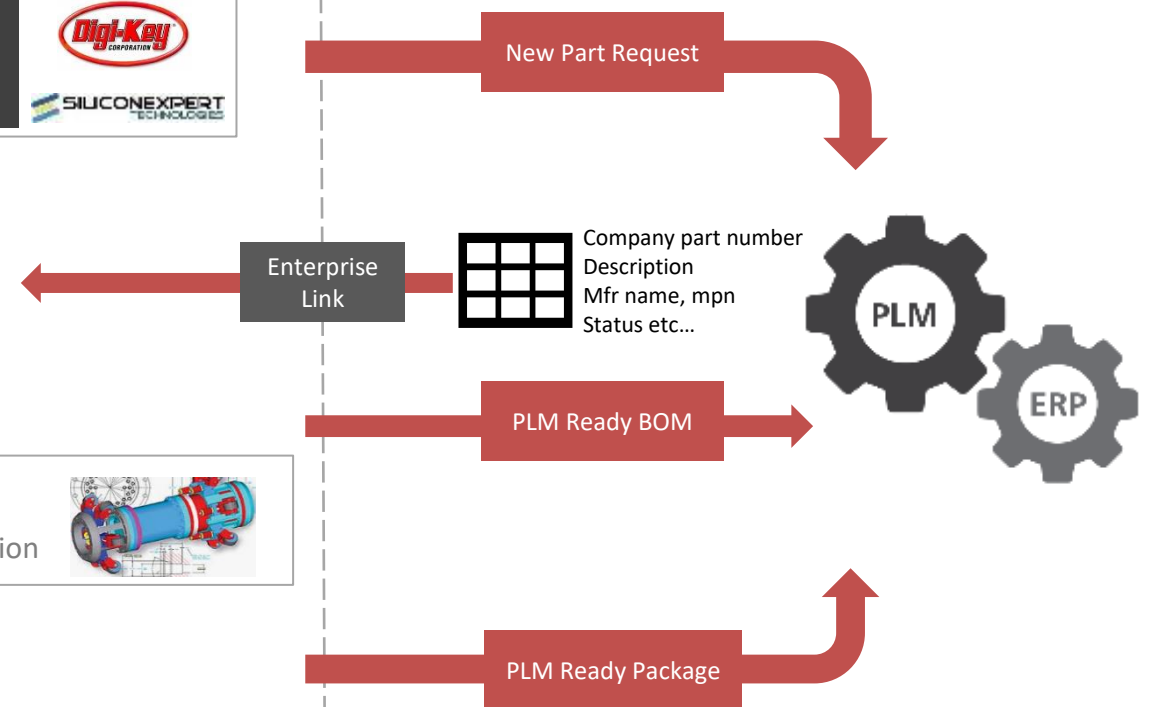 Digi-Key
CORPORATION
SILICONEXPERT
TECHNOLOGIES
New Part Request
Enterprise
Link
Company part number
Description
Mfr name, mpn
Status etc…
PLM
ERP
PLM Ready BOM
tion
PLM Ready Package